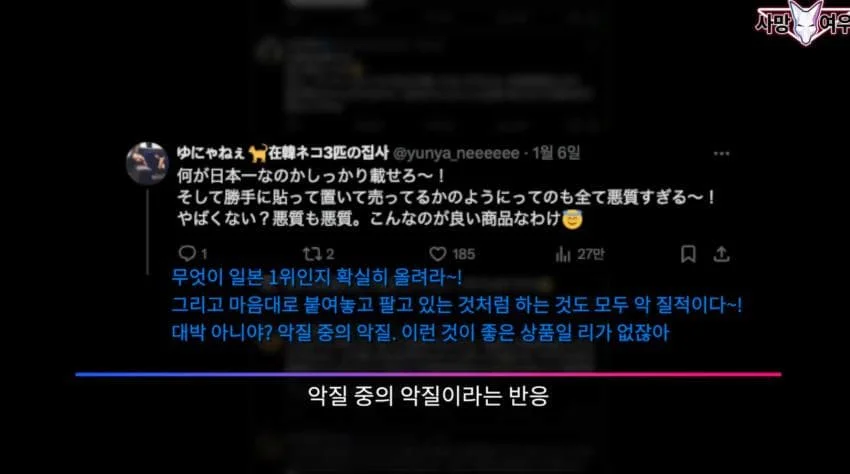 사망여우
ゆにゃねぇ🐈在韓ネコ3匹の집사 @yunya_neeeeee · 1월 6일
何が日本一なのかしっかり載せろ〜！
そして勝手に貼って置いて売ってるかのようにってのも全て悪質すぎる〜！
やばくない？悪質も悪質。こんなのが良い商品なわけ😇
1 2 185 27만
무엇이 일본 1위인지 확실히 올려라~!
그리고 마음대로 붙여놓고 팔고 있는 것처럼 하는 것도 모두 악 질적이다~!
대박 아니야? 악질 중의 악질. 이런 것이 좋은 상품일 리가 없잖아
악질 중의 악질이라는 반응